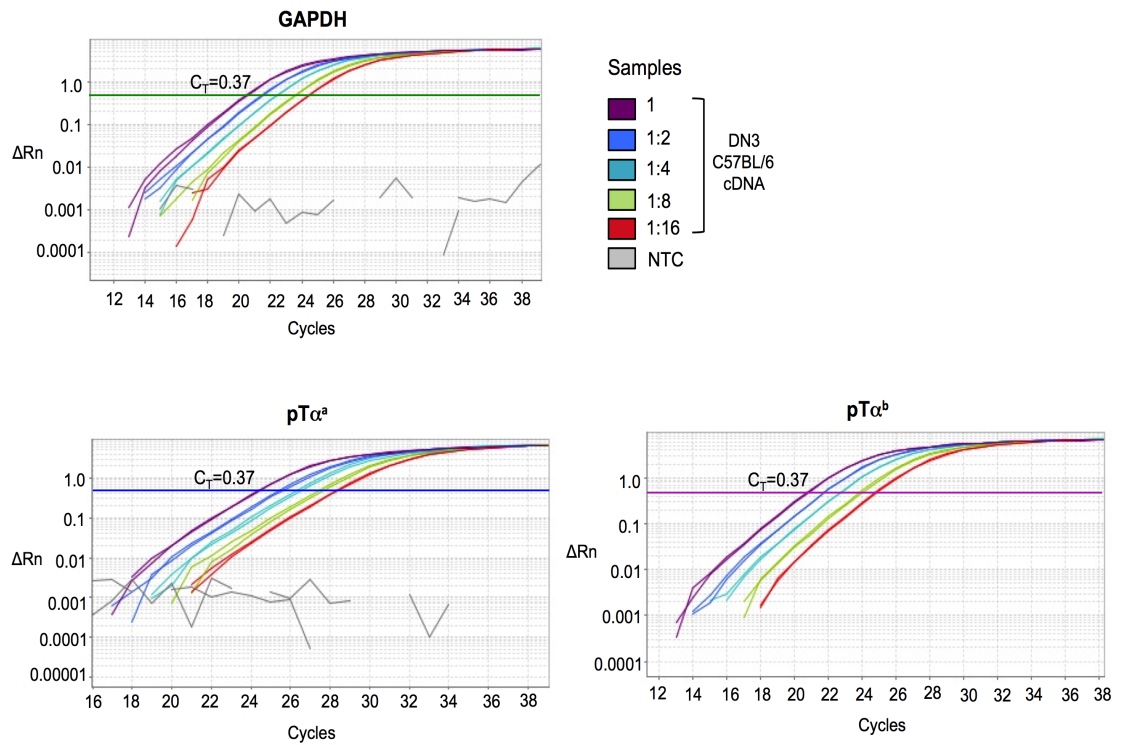 GAPDH
C_T=0.37
1.0
0.1
0.01
0.001
0.0001
ΔRn
12 14 16 18 20 22 24 26 28 30 32 34 36 38
Cycles
Samples
1
1:2
1:4
1:8
1:16
NTC
DN3
C57BL/6
cDNA
pTαᵃ
C_T=0.37
1.0
0.1
0.01
0.001
0.0001
0.00001
ΔRn
16 18 20 22 24 26 28 30 32 34 36 38
Cycles
pTαᵇ
C_T=0.37
1.0
0.1
0.01
0.001
0.0001
ΔRn
12 14 16 18 20 22 24 26 28 30 32 34 36 38
Cycles